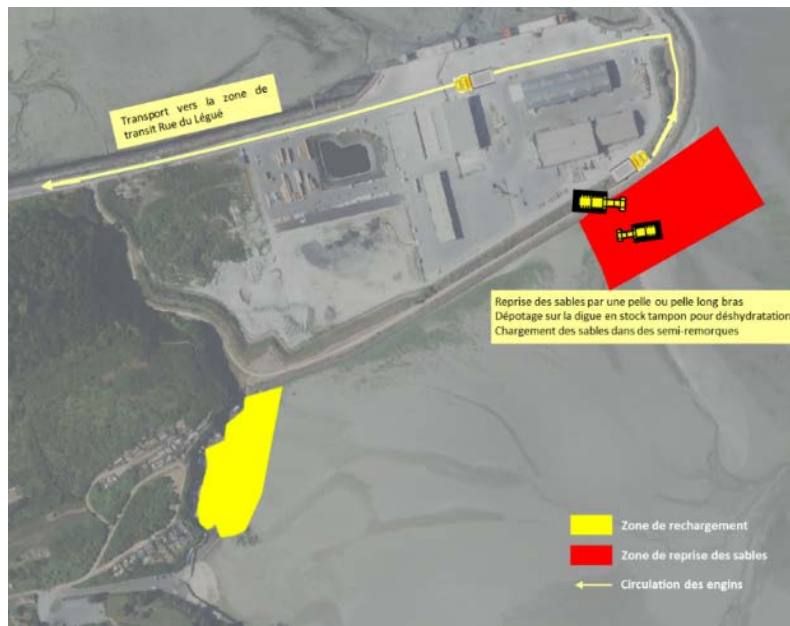 Transport vers la zone de
transit Rue du Légué
Reprise des sables par une pelle ou pelle long bras
Dépotage sur la digue en stock tampon pour déshydratation
Chargement des sables dans des semi-remorques
Zone de rechargement
Zone de reprise des sables
Circulation des engins